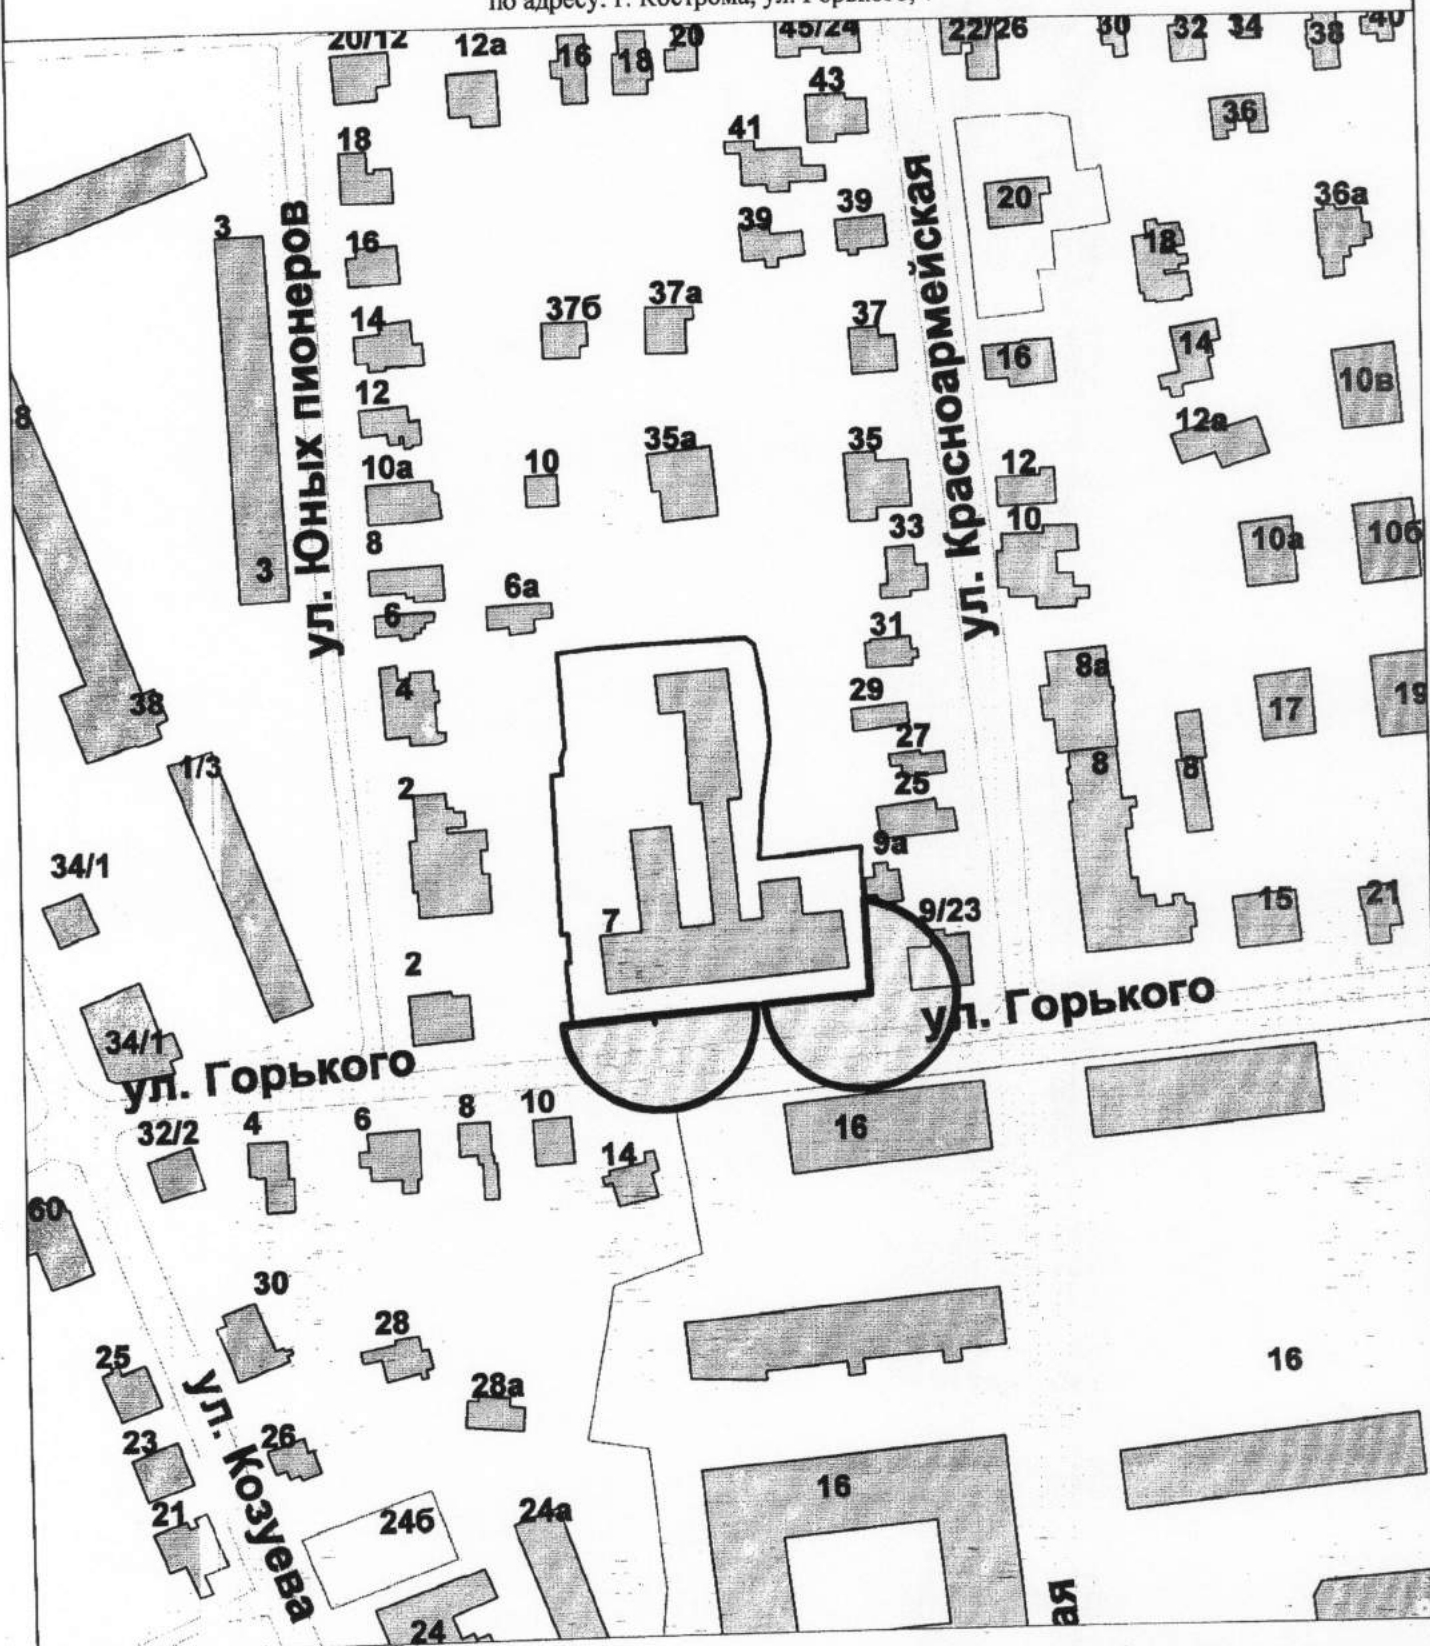 по адресу: г. Кострома, ул. Горького,
20/12 12а 16 18 20 45/24 22/26 30 32 34 38 40
43 36
18 41
20 36а
3 16 39 39 18
14 37б 37а 37 16 14 10в
8 12 12а
10а 10 35а 35 12
8 33 10 10а 10б
3 6 6а
31
38 4 29 8а 17 19
1/3 2 27 8 8
25
34/1 9а
7 9/23 15 21
2
34/1
ул. Юных пионеров
ул. Красноармейская
ул. Горького
ул. Горького
32/2 4 6 8 10 14 16
60
30
25 28 16
28а
23 26 16
21 24б 24а
24
ул. Козуева
ая